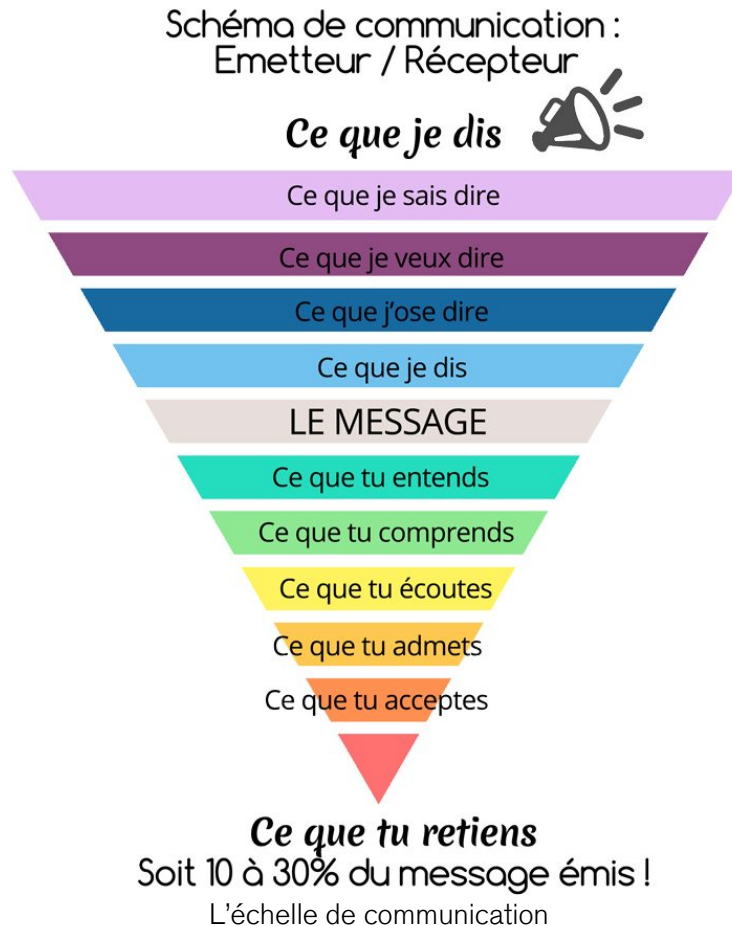 Schéma de communication :
Emetteur / Récepteur
Ce que je dis
Ce que je sais dire
Ce que je veux dire
Ce que j’ose dire
Ce que je dis
LE MESSAGE
Ce que tu entends
Ce que tu comprends
Ce que tu écoutes
Ce que tu admets
Ce que tu acceptes
Ce que tu retiens
Soit 10 à 30% du message émis !
L’échelle de communication